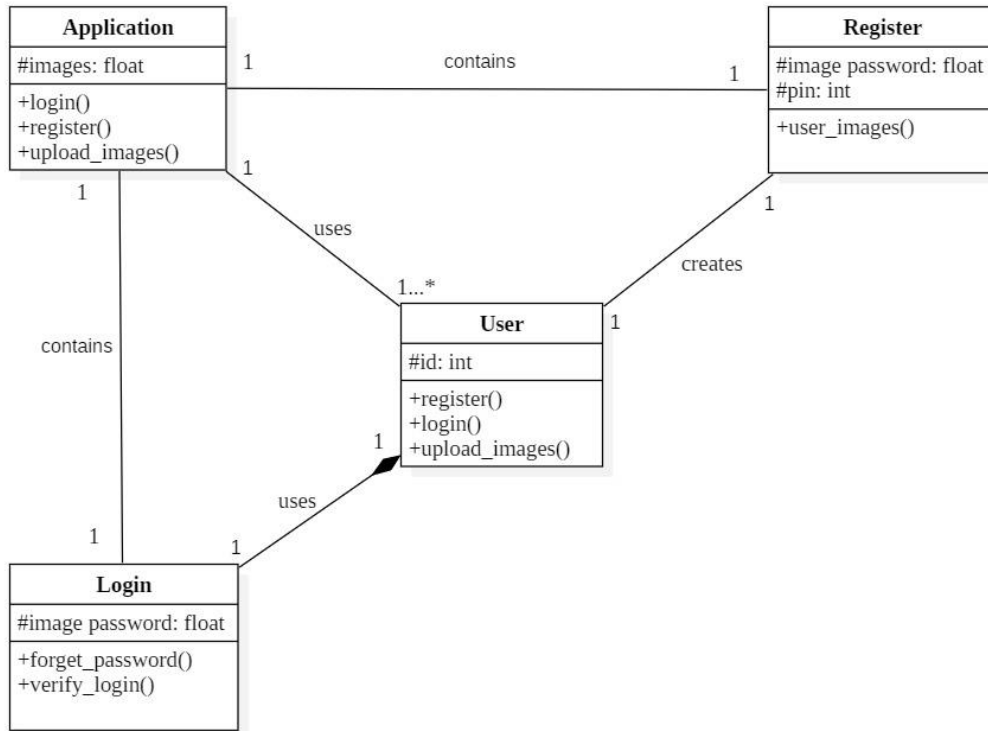 Application
#images: float
+login()
+register()
+upload_images()
1
contains
1
Register
#image password: float
#pin: int
+user_images()
1
1
uses
1...*
1
creates
1
contains
User
#id: int
+register()
+login()
+upload_images()
1
uses
1
1
Login
#image password: float
+forget_password()
+verify_login()